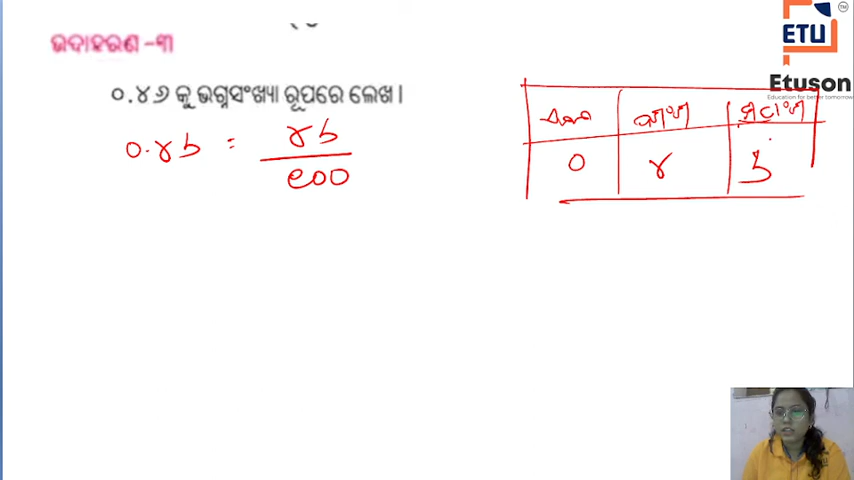 ଉଦାହରଣ -୩
୦.୪୬ କୁ ଭଗ୍ନସଂଖ୍ୟା ରୂପରେ ଲେଖ।
୦.୪୬ = ୪୬
୧୦୦
ଏକକ ଦଶାଂଶ ଶତାଂଶ
୦ ୪ ୬
ETU
TM
Etuson
Education for better tomorrow